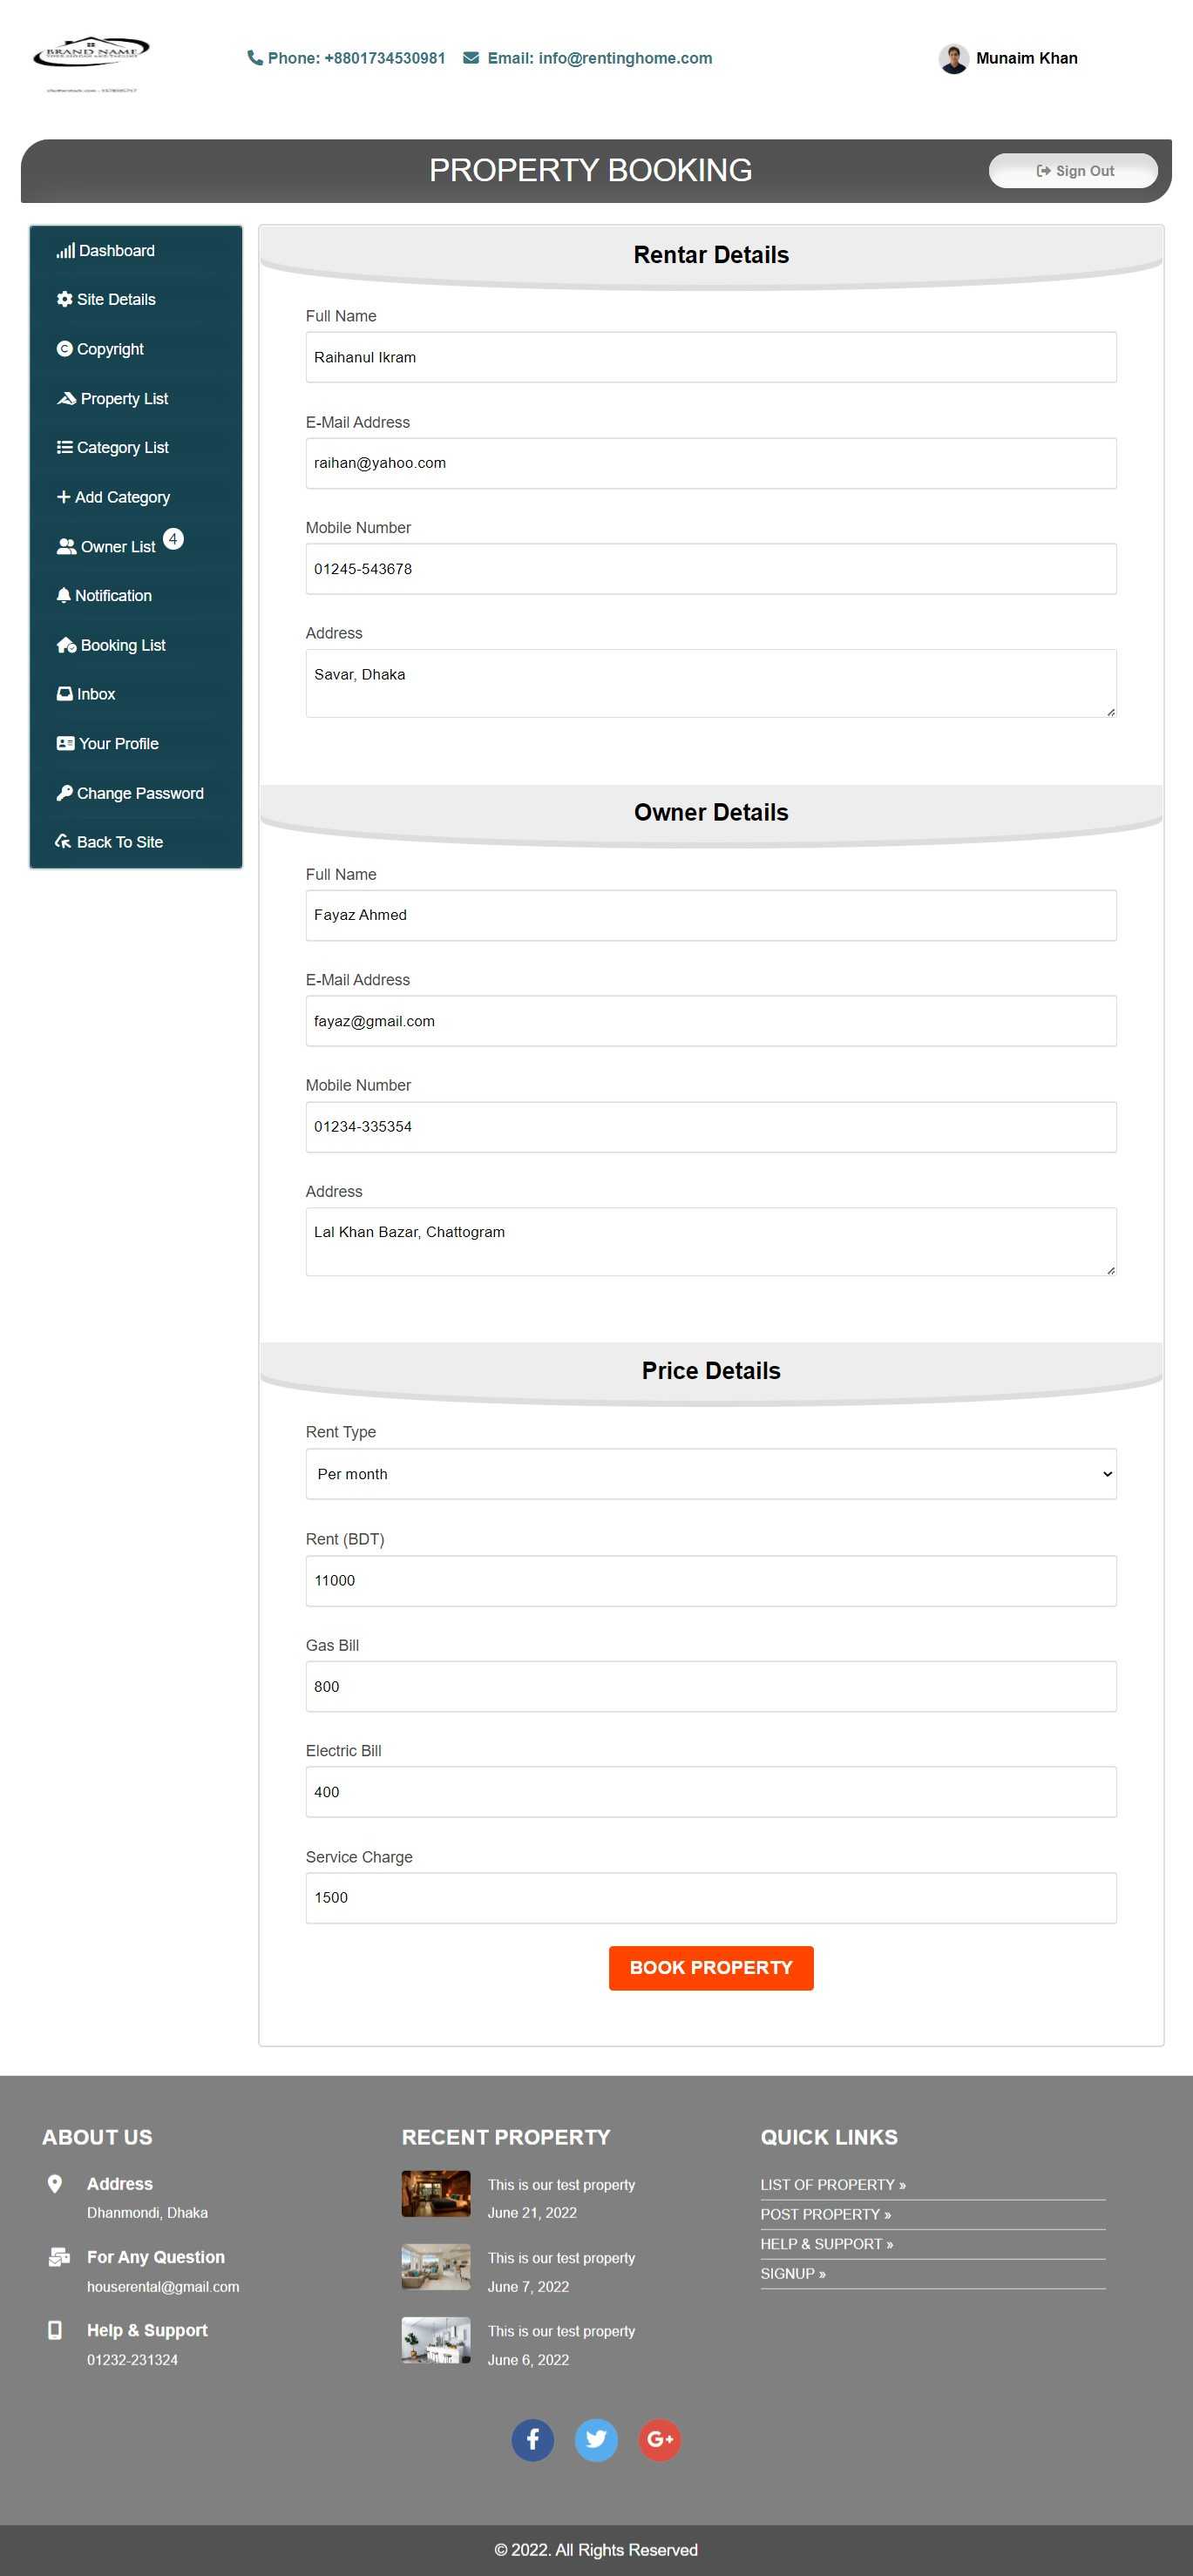 BRAND NAME
Phone: +8801734530981 Email: info@rentinghome.com
Munaim Khan
PROPERTY BOOKING
Sign Out
Dashboard
Site Details
Copyright
Property List
Category List
Add Category
Owner List 4
Notification
Booking List
Inbox
Your Profile
Change Password
Back To Site
Rentar Details
Full Name
Raihanul Ikram
E-Mail Address
raihan@yahoo.com
Mobile Number
01245-543678
Address
Savar, Dhaka
Owner Details
Full Name
Fayaz Ahmed
E-Mail Address
fayaz@gmail.com
Mobile Number
01234-335354
Address
Lal Khan Bazar, Chattogram
Price Details
Rent Type
Per month
Rent (BDT)
11000
Gas Bill
800
Electric Bill
400
Service Charge
1500
BOOK PROPERTY
ABOUT US
Address
Dhanmondi, Dhaka
For Any Question
houserental@gmail.com
Help & Support
01232-231324
RECENT PROPERTY
This is our test property
June 21, 2022
This is our test property
June 7, 2022
This is our test property
June 6, 2022
QUICK LINKS
LIST OF PROPERTY »
POST PROPERTY »
HELP & SUPPORT »
SIGNUP »
© 2022. All Rights Reserved